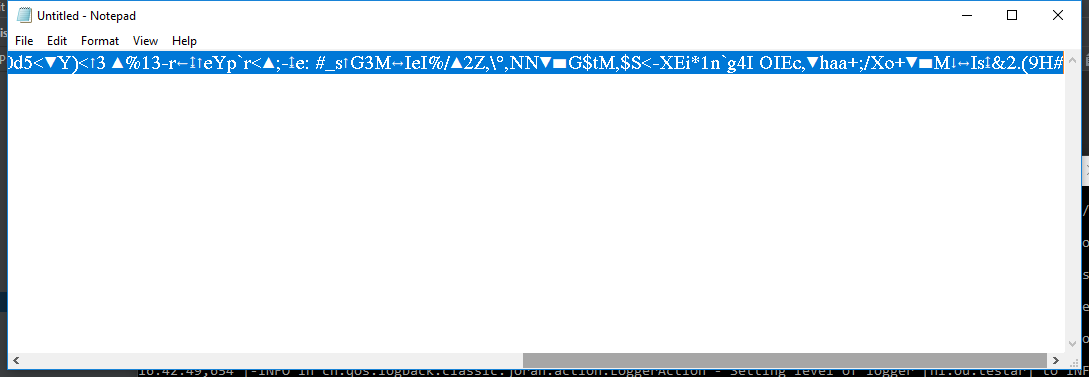 Untitled - Notepad
File Edit Format View Help
0d5<▼Y)<↑3 ▲%13-r←↕↑eYp`r<▲;-↕e: #_s↑G3M↔IeI%/▲2Z,\°,NN▼▬G$tM,$S<-XEi*1n`g4I OIEc,▼haa+;/Xo+▼▬M↓↔Is↕&2.(9H#
16:42:49,654 |-INFO in ch.qos.logback.classic.joran.action.LoggerAction - Setting level of logger [nl.ou.testar] to INF